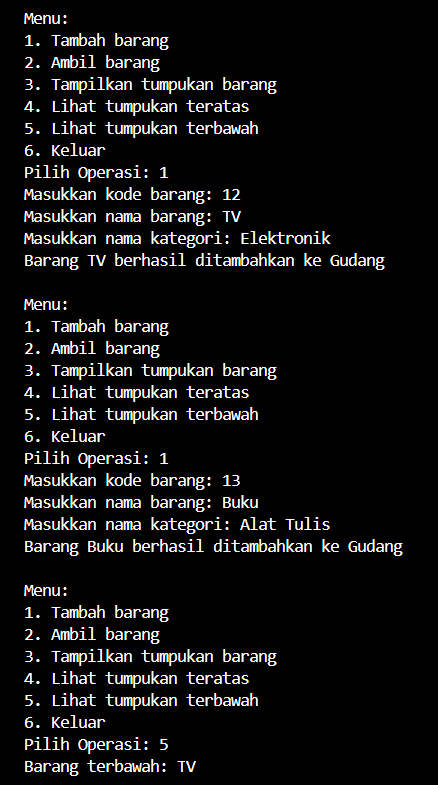 Menu:
1. Tambah barang
2. Ambil barang
3. Tampilkan tumpukan barang
4. Lihat tumpukan teratas
5. Lihat tumpukan terbawah
6. Keluar
Pilih Operasi: 1
Masukkan kode barang: 12
Masukkan nama barang: TV
Masukkan nama kategori: Elektronik
Barang TV berhasil ditambahkan ke Gudang

Menu:
1. Tambah barang
2. Ambil barang
3. Tampilkan tumpukan barang
4. Lihat tumpukan teratas
5. Lihat tumpukan terbawah
6. Keluar
Pilih Operasi: 1
Masukkan kode barang: 13
Masukkan nama barang: Buku
Masukkan nama kategori: Alat Tulis
Barang Buku berhasil ditambahkan ke Gudang

Menu:
1. Tambah barang
2. Ambil barang
3. Tampilkan tumpukan barang
4. Lihat tumpukan teratas
5. Lihat tumpukan terbawah
6. Keluar
Pilih Operasi: 5
Barang terbawah: TV